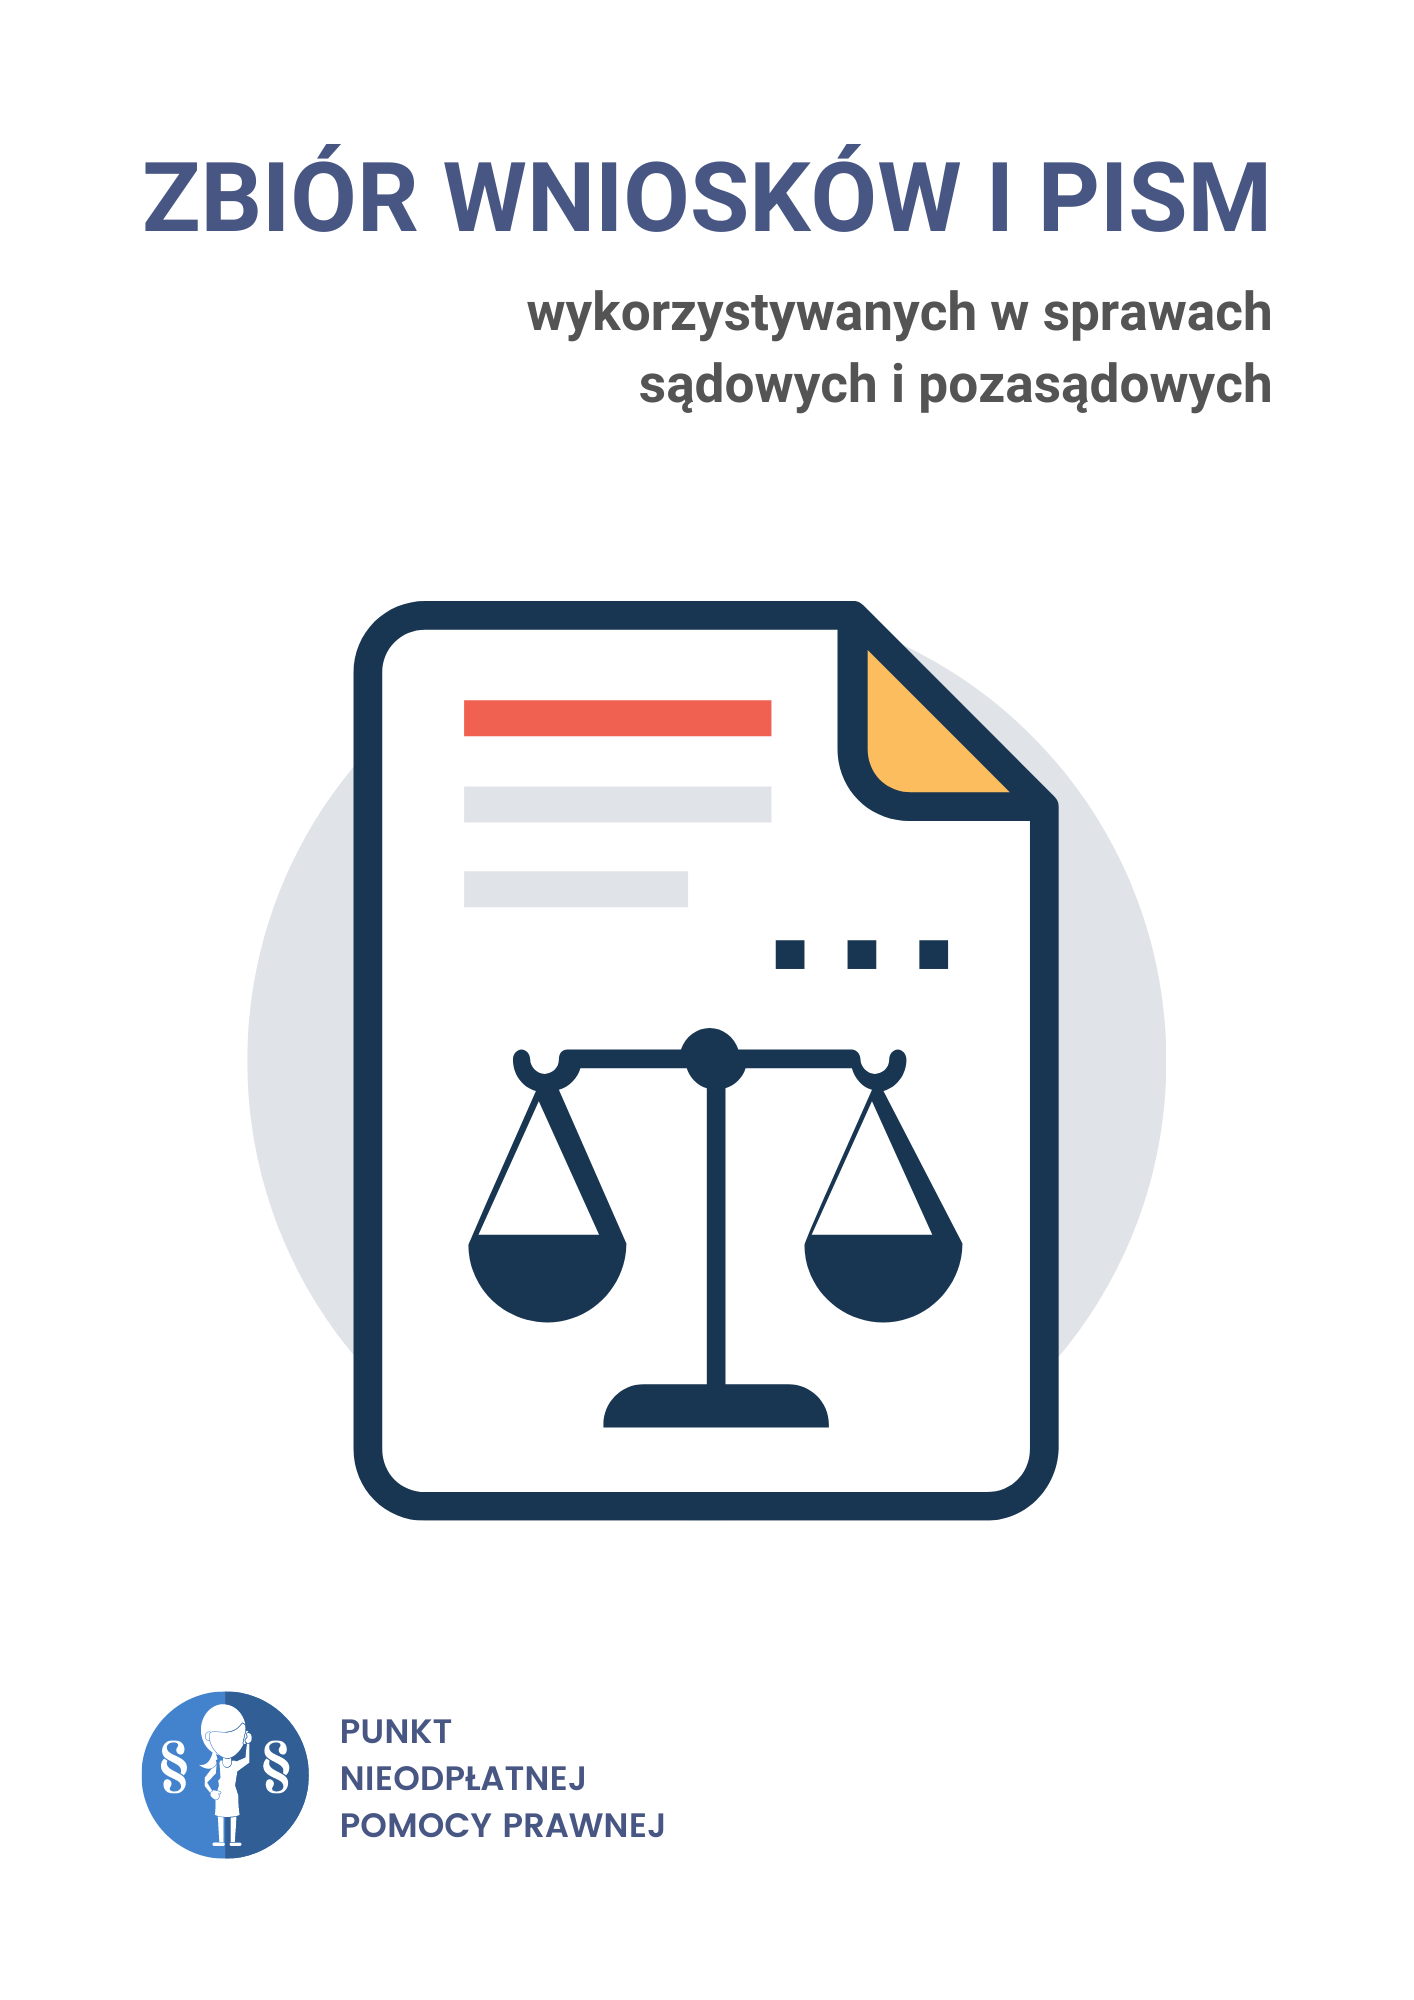 ZBIÓR WNIOSKÓW I PISM
wykorzystywanych w sprawach
sądowych i pozasądowych
§ §
PUNKT
NIEODPŁATNEJ
POMOCY PRAWNEJ